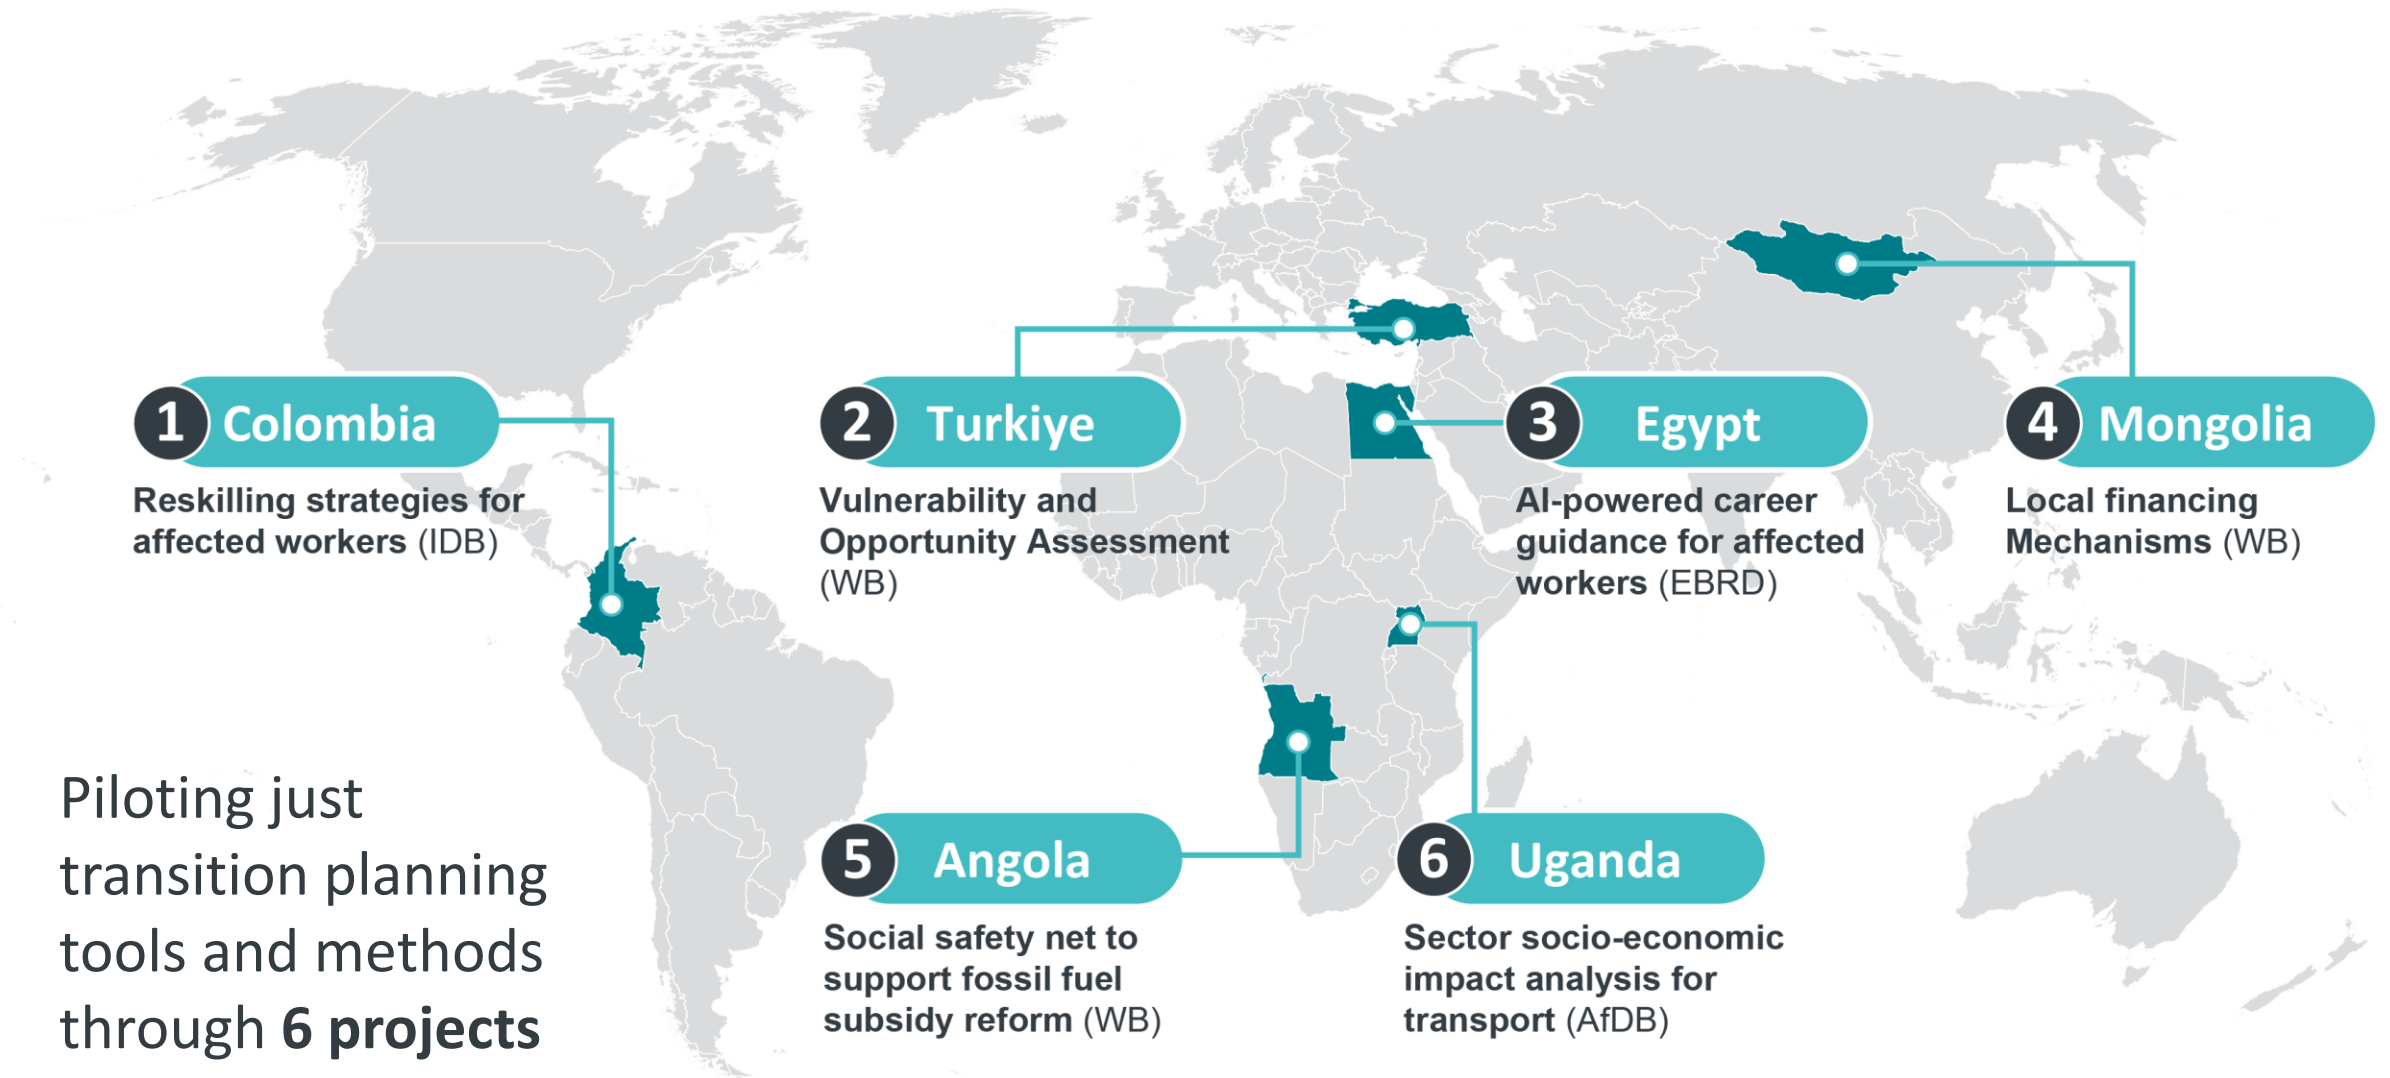 1 Colombia
Reskilling strategies for
affected workers (IDB)
2 Turkiye
Vulnerability and
Opportunity Assessment
(WB)
3 Egypt
AI-powered career
guidance for affected
workers (EBRD)
4 Mongolia
Local financing
Mechanisms (WB)
Piloting just
transition planning
tools and methods
through 6 projects
5 Angola
Social safety net to
support fossil fuel
subsidy reform (WB)
6 Uganda
Sector socio-economic
impact analysis for
transport (AfDB)